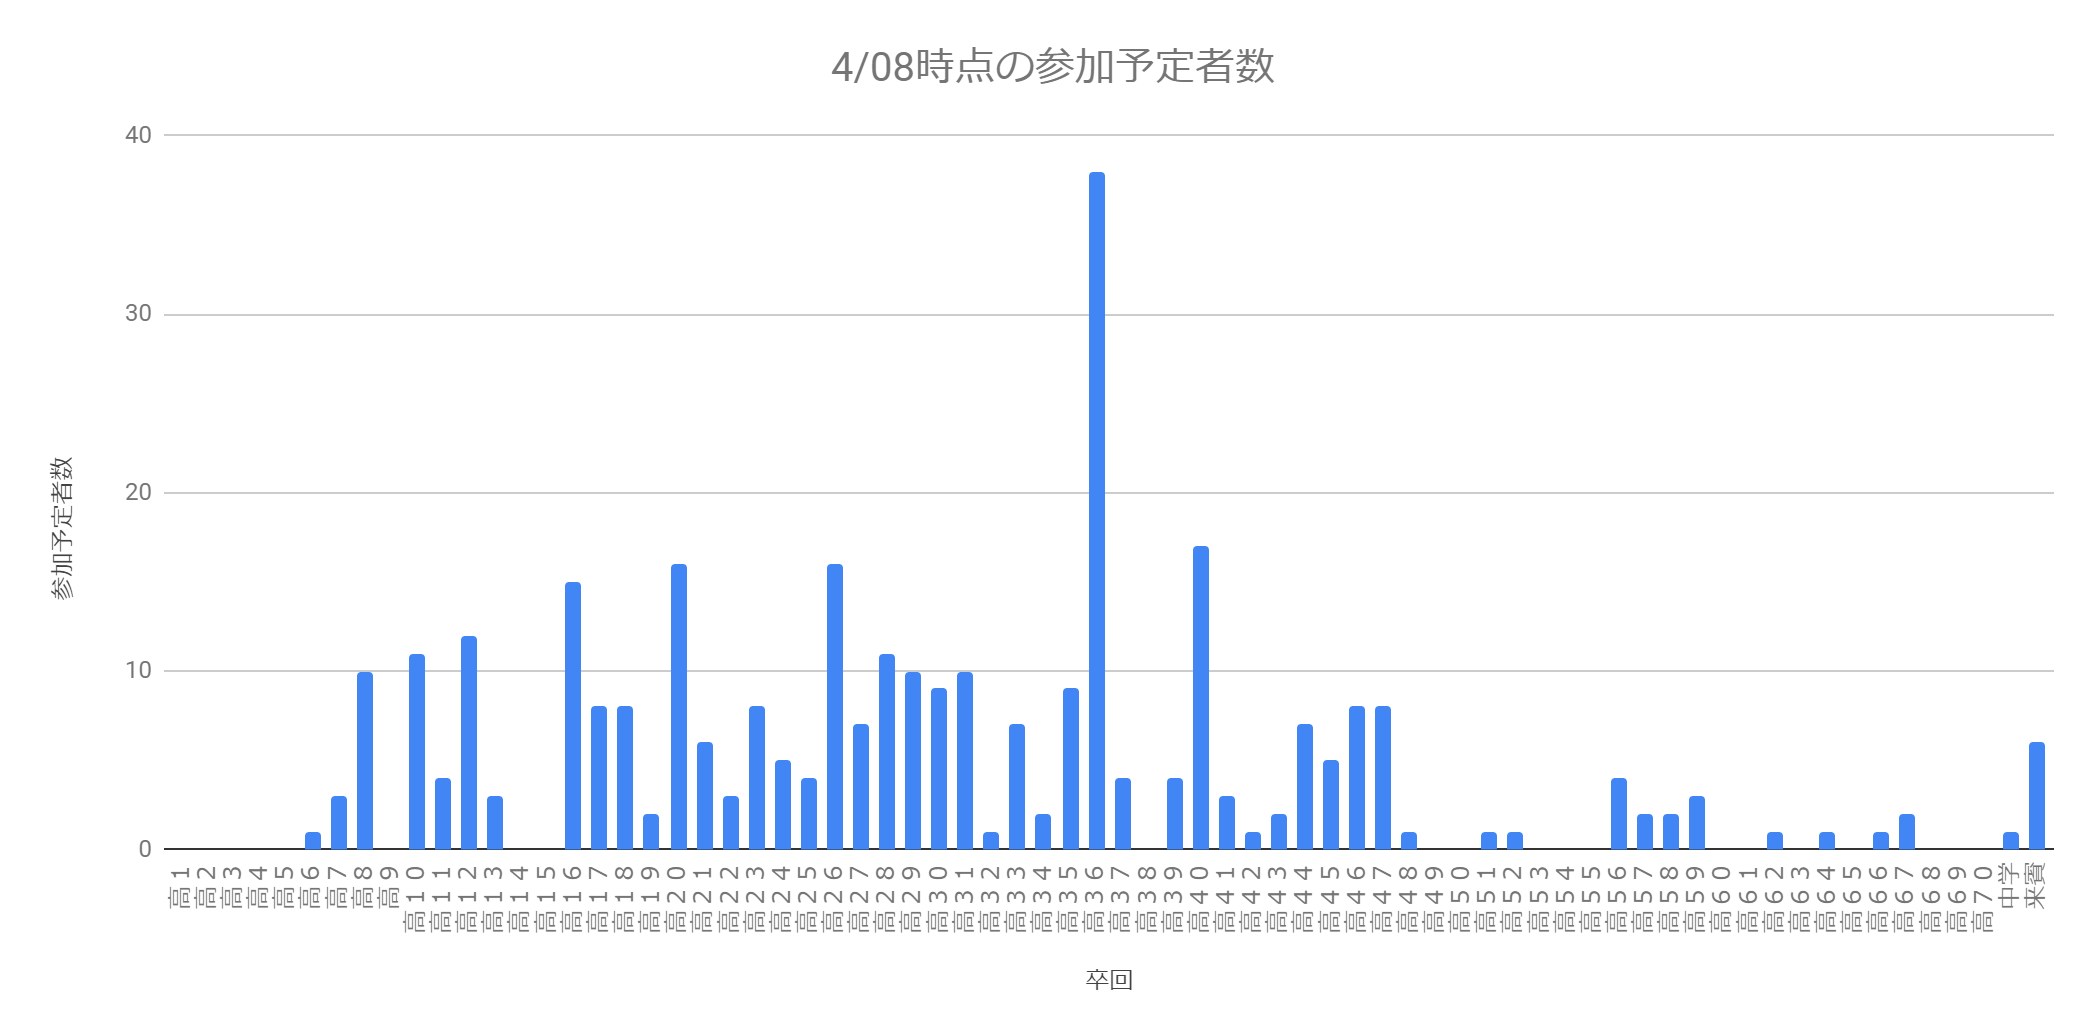 4/08時点の参加予定者数
参加予定者数
40
30
20
10
0
高1
高2
高3
高4
高5
高6
高7
高8
高9
高10
高11
高12
高13
高14
高15
高16
高17
高18
高19
高20
高21
高22
高23
高24
高25
高26
高27
高28
高29
高30
高31
高32
高33
高34
高35
高36
高37
高38
高39
高40
高41
高42
高43
高44
高45
高46
高47
高48
高49
高50
高51
高52
高53
高54
高55
高56
高57
高58
高59
高60
高61
高62
高63
高64
高65
高66
高67
高68
高69
高70
中学
来賓
卒回